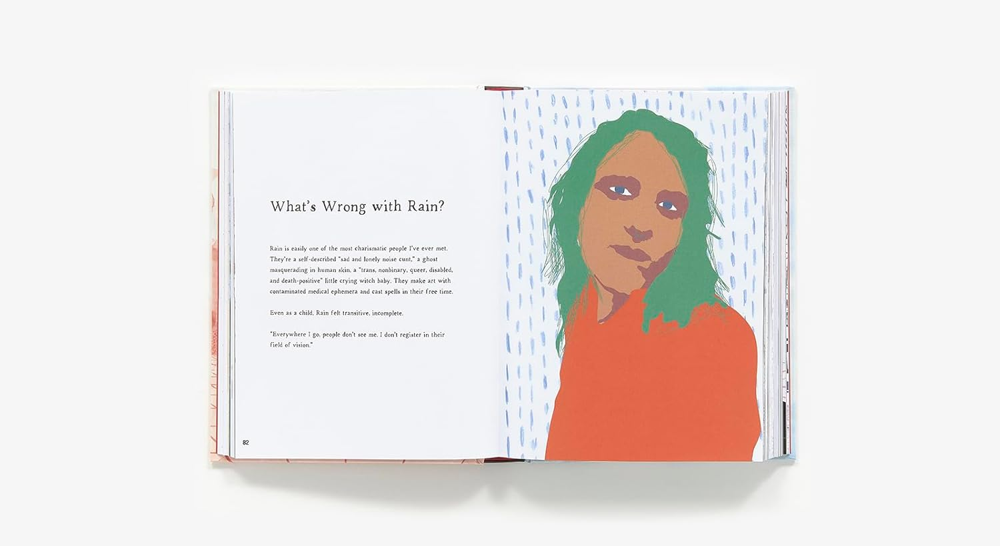 What's Wrong with Rain?
Rain is easily one of the most charismatic people I've ever met.
They're a self-described "sad and lonely noise cunt," a ghost
masquerading in human skin, a "trans, nonbinary, queer, disabled,
and death-positive" little crying witch baby. They make art with
contaminated medical ephemera and cast spells in their free time.
Even as a child, Rain felt transitive, incomplete.
"Everywhere I go, people don't see me. I don't register in their
field of vision."
82